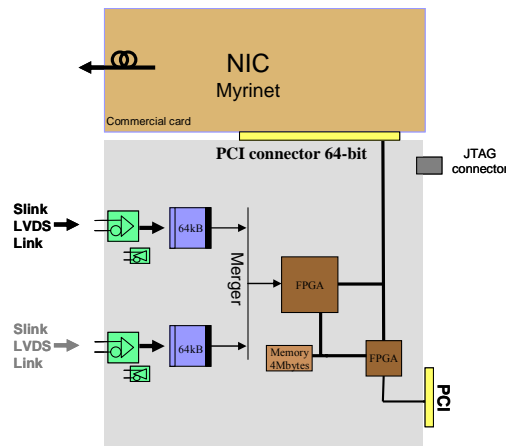 NIC
Myrinet
Commercial card
PCI connector 64-bit
JTAG
connector
Slink
LVDS
Link
64kB
Merger
FPGA
Slink
LVDS
Link
64kB
Memory
4Mbytes
FPGA
PCI